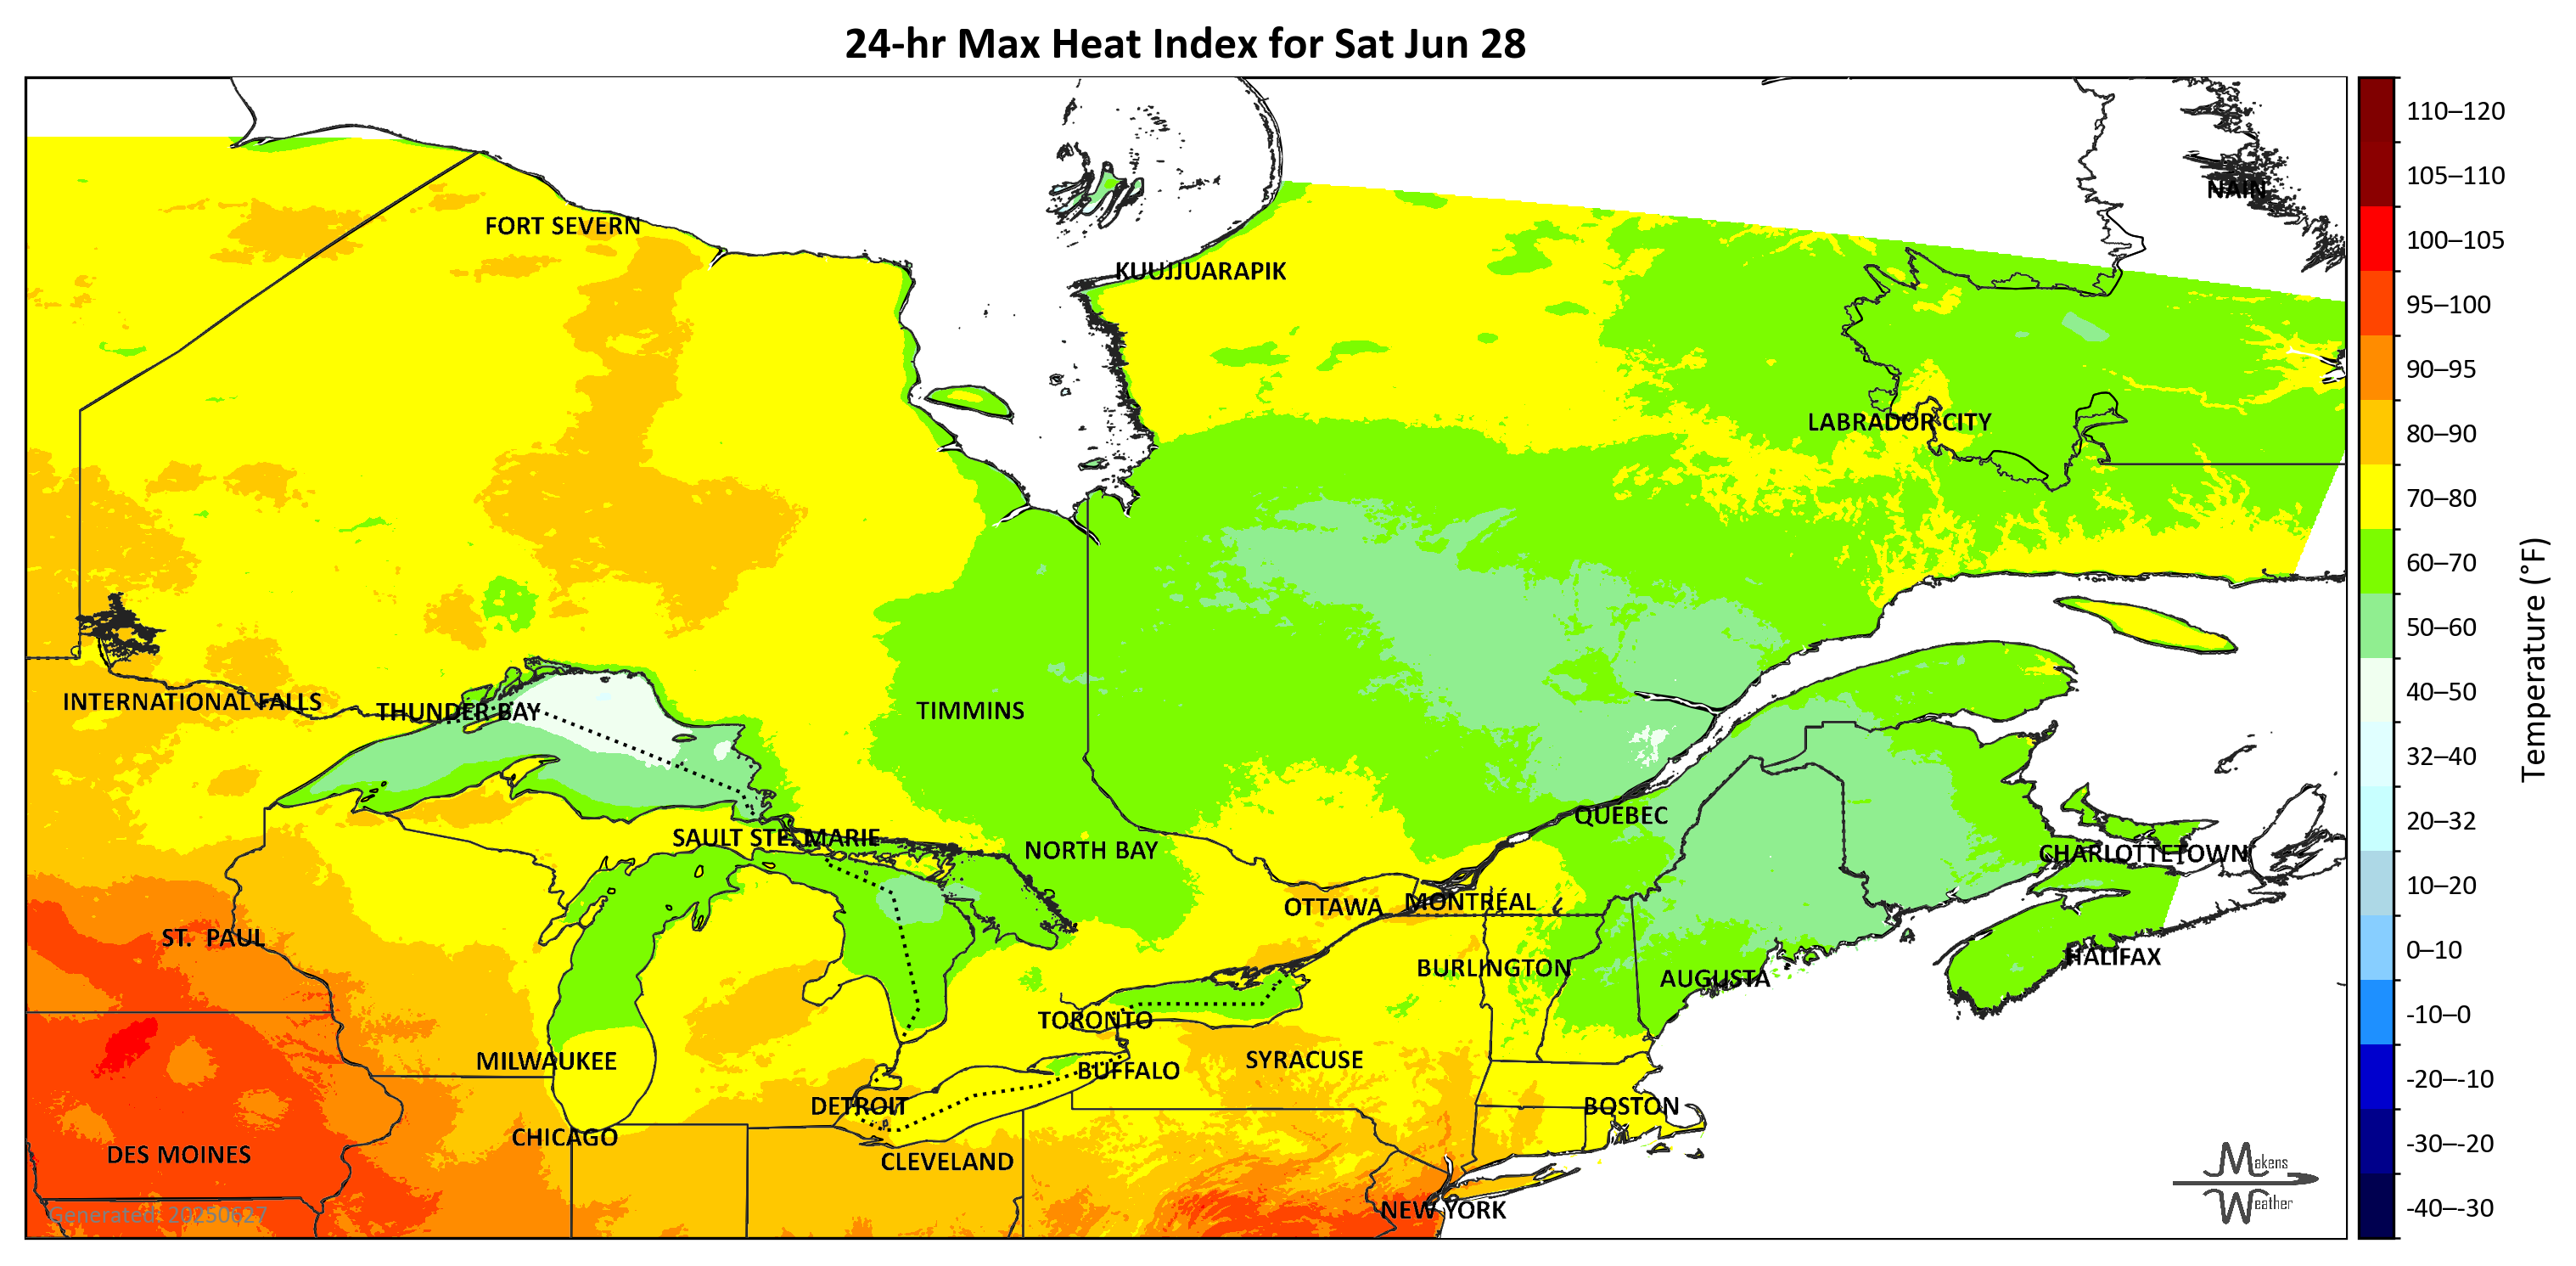 24-hr Max Heat Index for Sat Jun 28
NAIN
FORT SEVERN
KUUJJUARAPIK
LABRADOR CITY
INTERNATIONAL FALLS
THUNDER BAY
TIMMINS
QUEBEC
SAULT STE. MARIE
NORTH BAY
CHARLOTTETOWN
OTTAWA
MONTRÉAL
ST. PAUL
HALIFAX
BURLINGTON
AUGUSTA
TORONTO
MILWAUKEE
SYRACUSE
BUFFALO
DETROIT
BOSTON
CHICAGO
DES MOINES
CLEVELAND
NEW YORK
Generated: 20250627
Makens
Weather
110–120
105–110
100–105
95–100
90–95
80–90
70–80
60–70
50–60
40–50
32–40
20–32
10–20
0–10
-10–0
-20–-10
-30–-20
-40–-30
Temperature (°F)